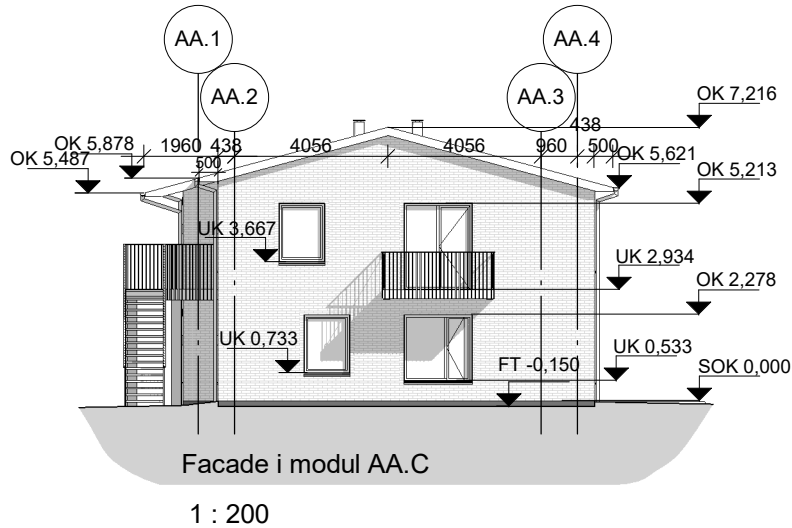 AA.1
AA.4
AA.2
AA.3
OK 7,216
438
OK 5,878
1960
438
4056
4056
960
500
OK 5,487
500
OK 5,621
OK 5,213
UK 3,667
UK 2,934
OK 2,278
UK 0,733
FT -0,150
UK 0,533
SOK 0,000
Facade i modul AA.C
1 : 200